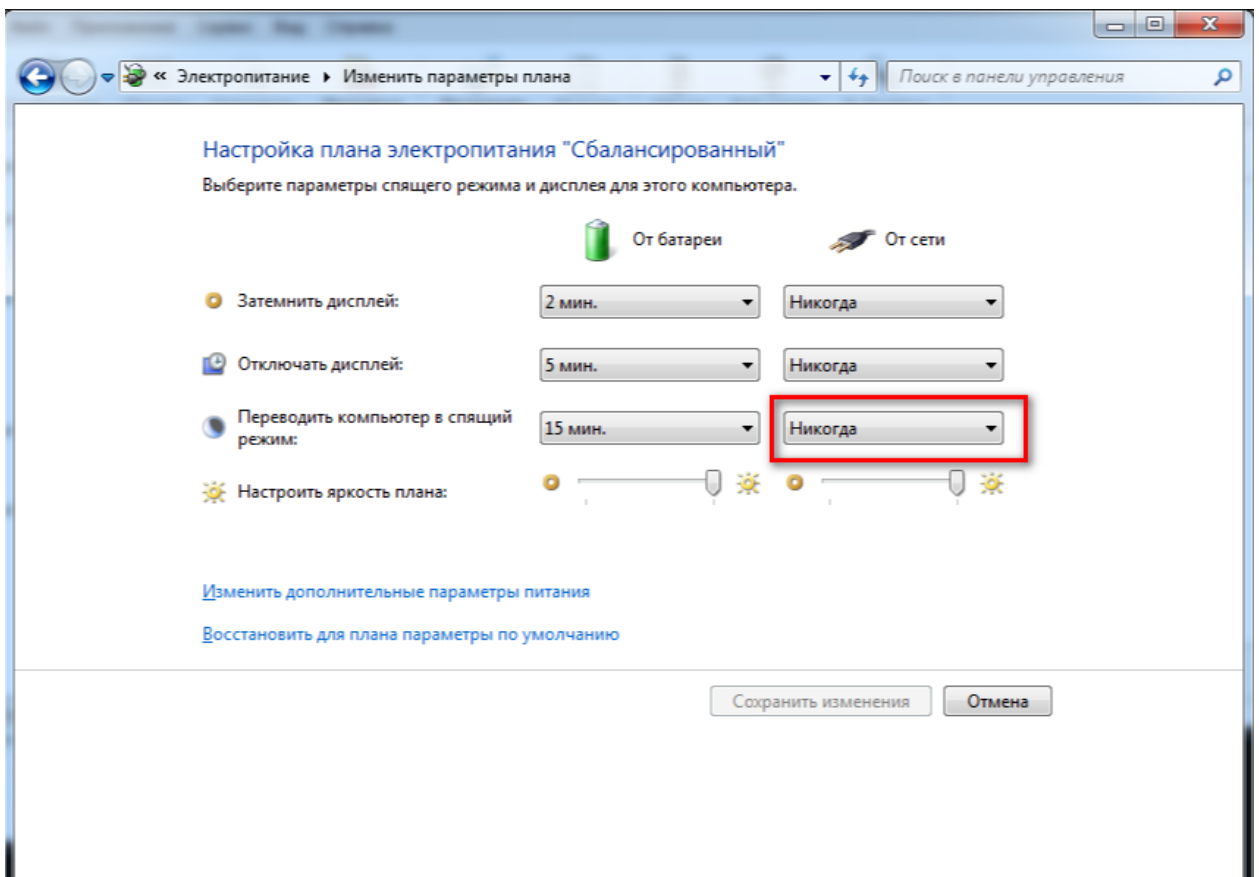 « Электропитание ▸ Изменить параметры плана
Поиск в панели управления
Настройка плана электропитания "Сбалансированный"
Выберите параметры спящего режима и дисплея для этого компьютера.
От батареи От сети
Затемнить дисплей: 2 мин. Никогда
Отключать дисплей: 5 мин. Никогда
Переводить компьютер в спящий
режим: 15 мин. Никогда
Настроить яркость плана:
Изменить дополнительные параметры питания
Восстановить для плана параметры по умолчанию
Сохранить изменения Отмена